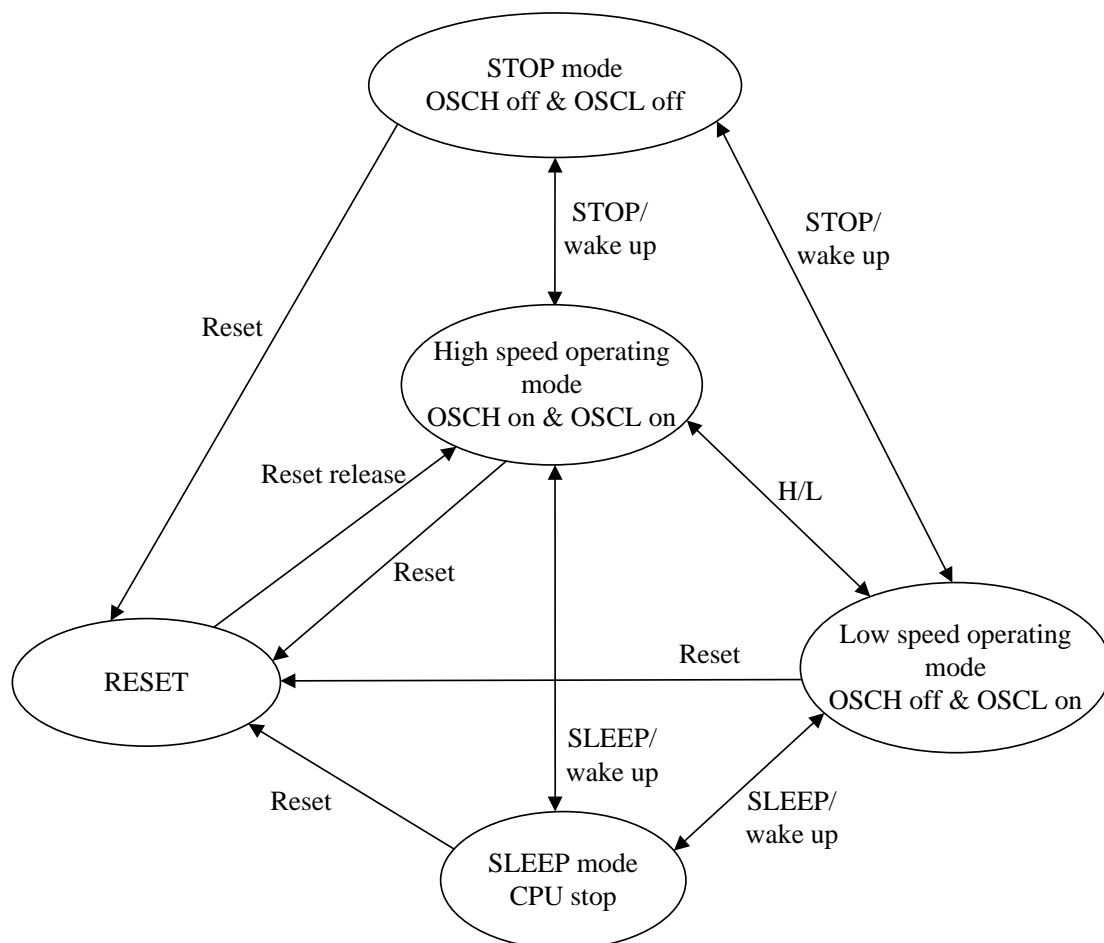 STOP mode
OSCH off & OSCL off
STOP/
wake up
STOP/
wake up
Reset
High speed operating
mode
OSCH on & OSCL on
Reset release
H/L
Reset
Low speed operating
mode
OSCH off & OSCL on
Reset
RESET
SLEEP/
wake up
SLEEP/
wake up
Reset
SLEEP mode
CPU stop